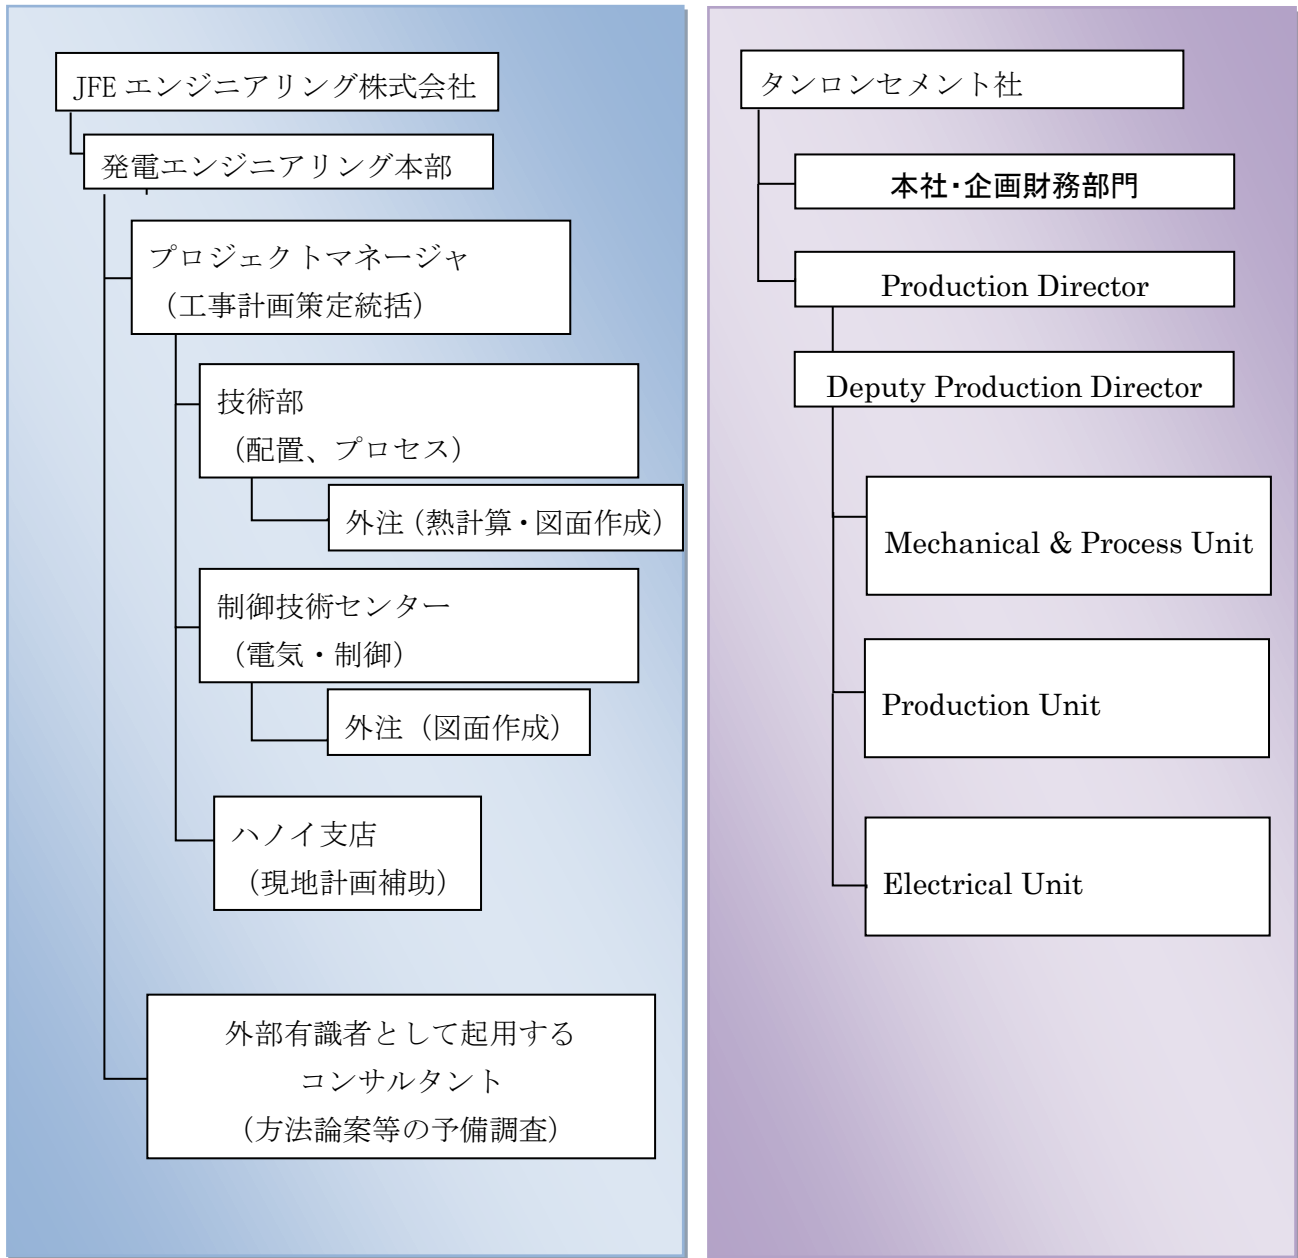 JFE エンジニアリング株式会社
発電エンジニアリング本部
プロジェクトマネージャ
（工事計画策定統括）
技術部
（配置、プロセス）
外注（熱計算・図面作成）
制御技術センター
（電気・制御）
外注（図面作成）
ハノイ支店
（現地計画補助）
外部有識者として起用する
コンサルタント
（方法論案等の予備調査）
タンロンセメント社
本社・企画財務部門
Production Director
Deputy Production Director
Mechanical & Process Unit
Production Unit
Electrical Unit